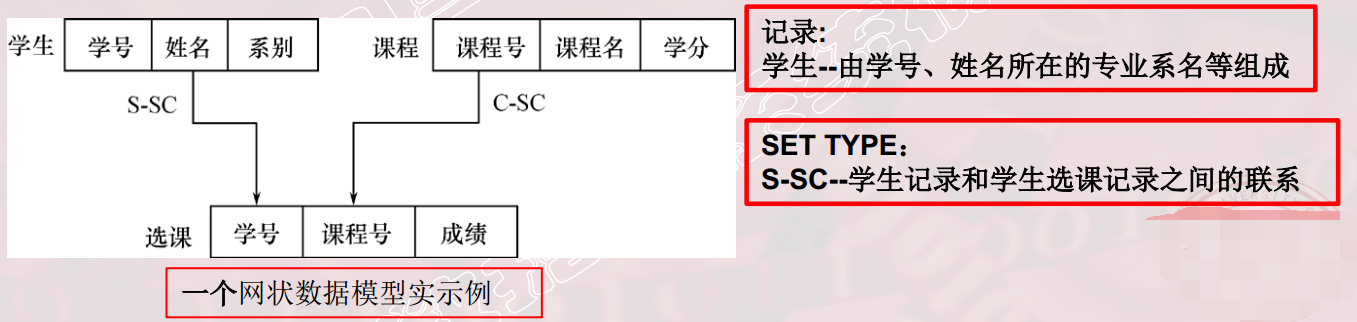 学生 学号 姓名 系别 课程 课程号 课程名 学分
S-SC C-SC
选课 学号 课程号 成绩
一个网状数据模型实示例
记录:
学生--由学号、姓名所在的专业系名等组成
SET TYPE：
S-SC--学生记录和学生选课记录之间的联系